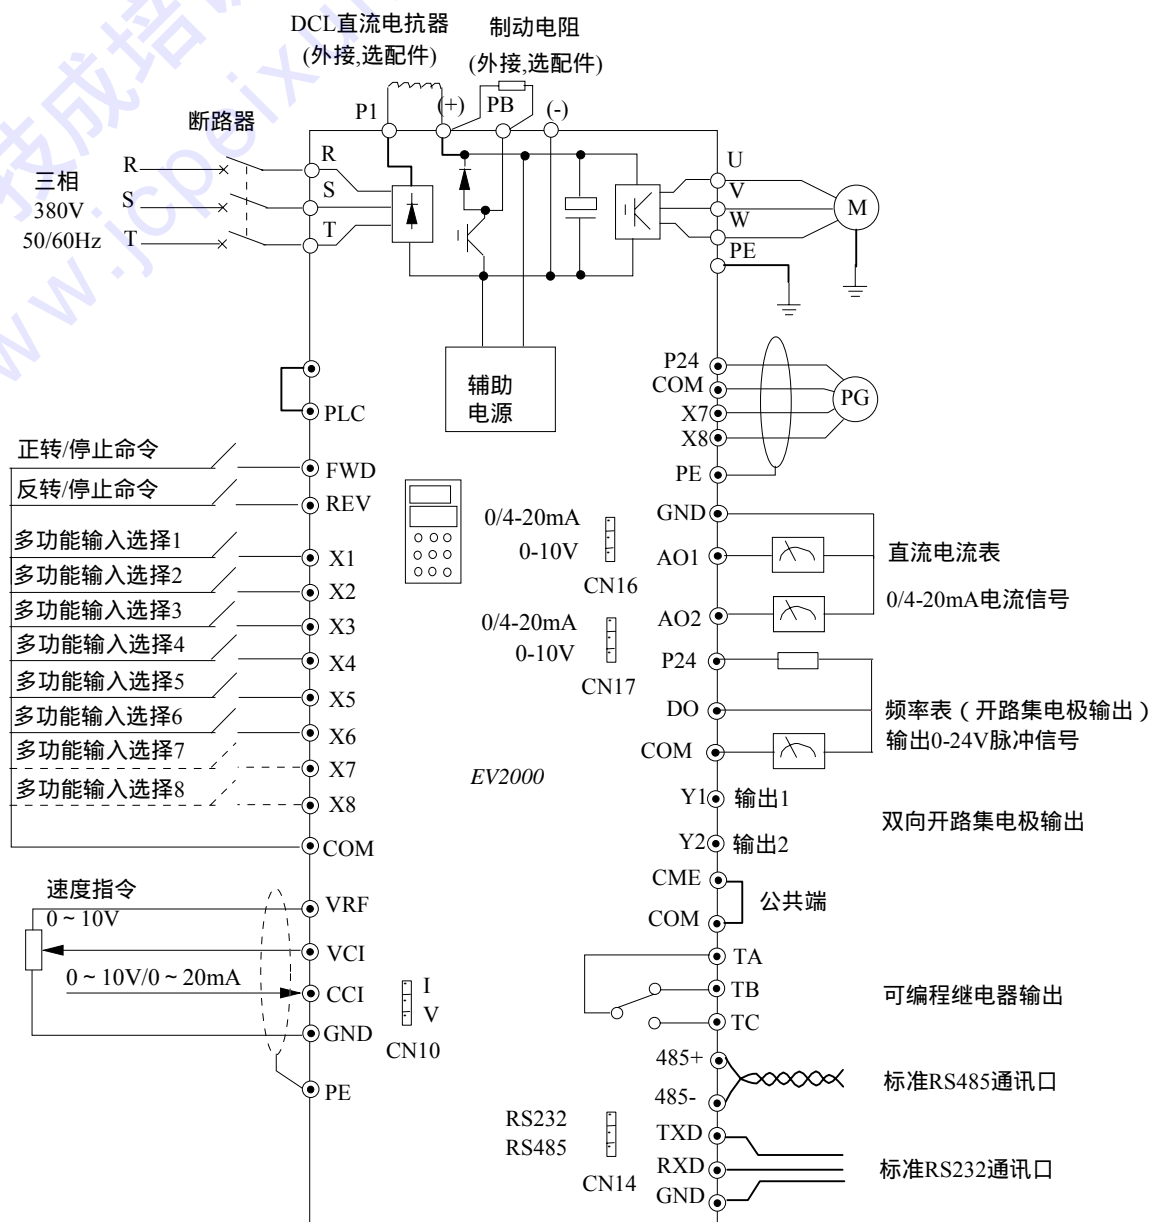 技成培
www.jcpeixun
DCL直流电抗器
(外接,选配件)
制动电阻
(外接,选配件)
P1
(+)
PB
(-)
断路器
三相
380V
50/60Hz
R
S
T
R
S
T
U
V
W
PE
M
辅助
电源
PLC
P24
COM
X7
X8
PE
PG
正转/停止命令
FWD
反转/停止命令
REV
多功能输入选择1
X1
多功能输入选择2
X2
多功能输入选择3
X3
多功能输入选择4
X4
多功能输入选择5
X5
多功能输入选择6
X6
多功能输入选择7
X7
多功能输入选择8
X8
COM
0/4-20mA
0-10V
CN16
0/4-20mA
0-10V
CN17
EV2000
GND
AO1
直流电流表
0/4-20mA电流信号
AO2
P24
DO
频率表（开路集电极输出）
输出0-24V脉冲信号
COM
Y1
输出1
双向开路集电极输出
Y2
输出2
CME
公共端
COM
速度指令
0～10V
VRF
VCI
0～10V/0～20mA
CCI
GND
PE
I
V
CN10
TA
TB
可编程继电器输出
TC
485+
标准RS485通讯口
485-
RS232
RS485
CN14
TXD
RXD
标准RS232通讯口
GND